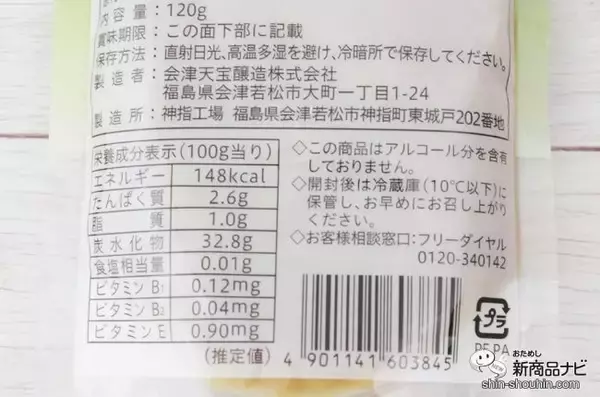 内容量：120g
賞味期限：この面下部に記載
保存方法：直射日光、高温多湿を避け、冷暗所で保存してください。
製造者：会津天宝醸造株式会社
福島県会津若松市大町一丁目1-24
製造所：神指工場 福島県会津若松市神指町東城戸202番地
栄養成分表示（100g当り）
エネルギー 148kcal
たんぱく質 2.6g
脂質 1.0g
炭水化物 32.8g
食塩相当量 0.01g
ビタミン B1 0.12mg
ビタミン B2 0.04mg
ビタミン E 0.90mg
（推定値）
◇この商品はアルコール分を含有
しておりません。
◇開封後は冷蔵庫（10℃以下）に
保管し、お早めにお召し上がり
ください。
◇お客様相談窓口：フリーダイヤル
0120-340142
4 901141 603845
プラ
PE,PA
おためし
新商品ナビ
shin-shouhin.com